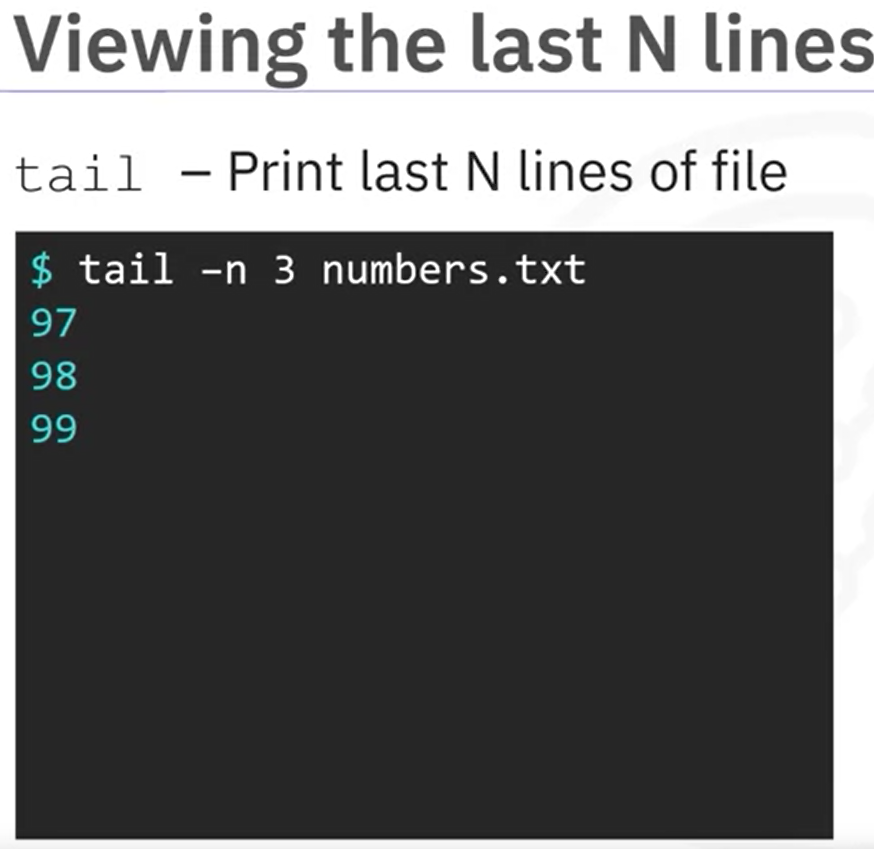 Viewing the last N lines
tail – Print last N lines of file
$ tail –n 3 numbers.txt
97
98
99